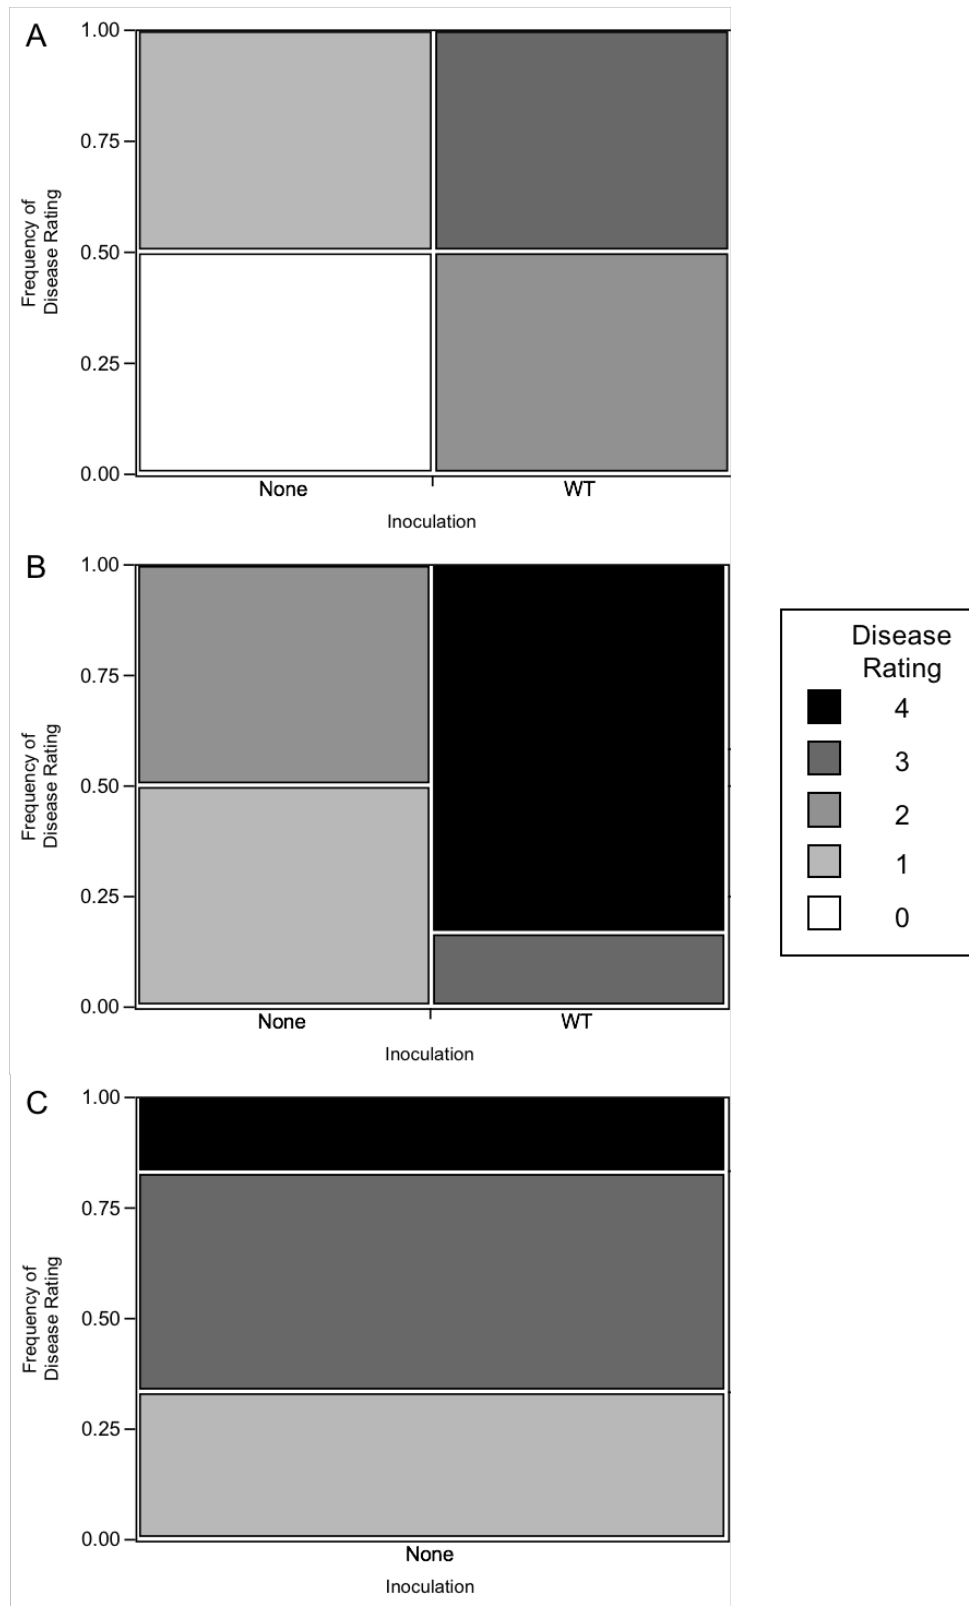 A
1.00
0.75
0.50
0.25
0.00
Frequency of
Disease Rating
None WT
Inoculation
B
1.00
0.75
0.50
0.25
0.00
Frequency of
Disease Rating
None WT
Inoculation
Disease
Rating
4
3
2
1
0
C
1.00
0.75
0.50
0.25
0.00
Frequency of
Disease Rating
None
Inoculation